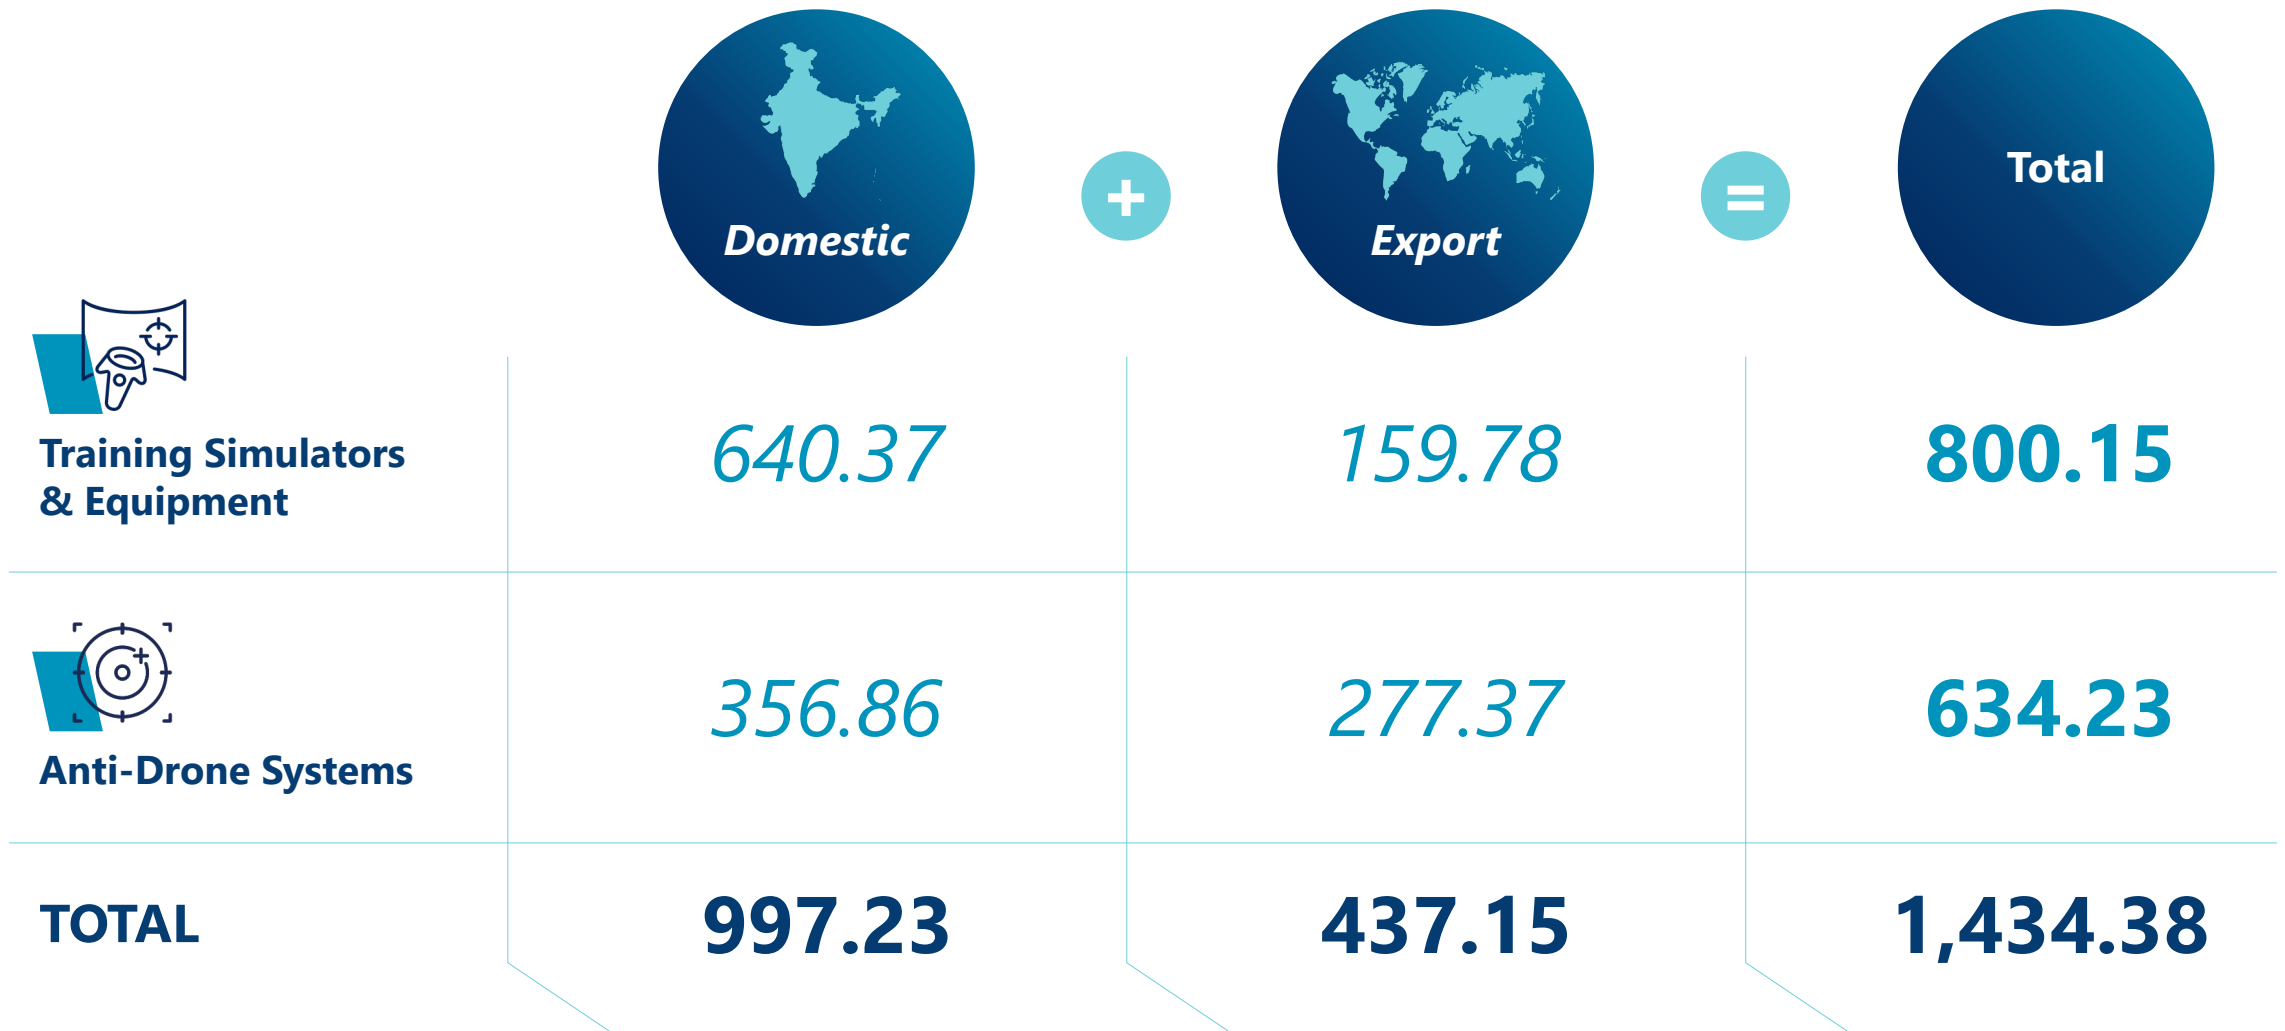 Domestic
+
Export
=
Total
Training Simulators
& Equipment
640.37
159.78
800.15
Anti-Drone Systems
356.86
277.37
634.23
TOTAL
997.23
437.15
1,434.38